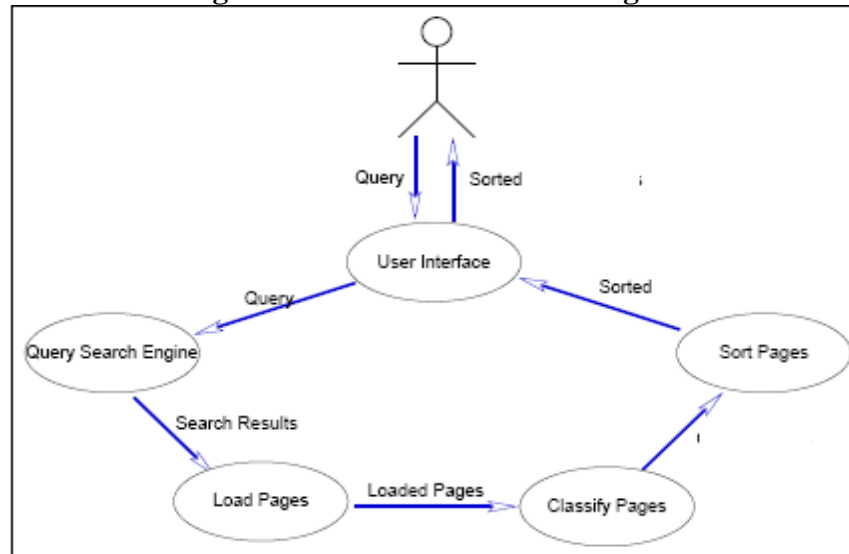 Query
Sorted
User Interface
Query
Sorted
Query Search Engine
Sort Pages
Search Results
Load Pages
Loaded Pages
Classify Pages